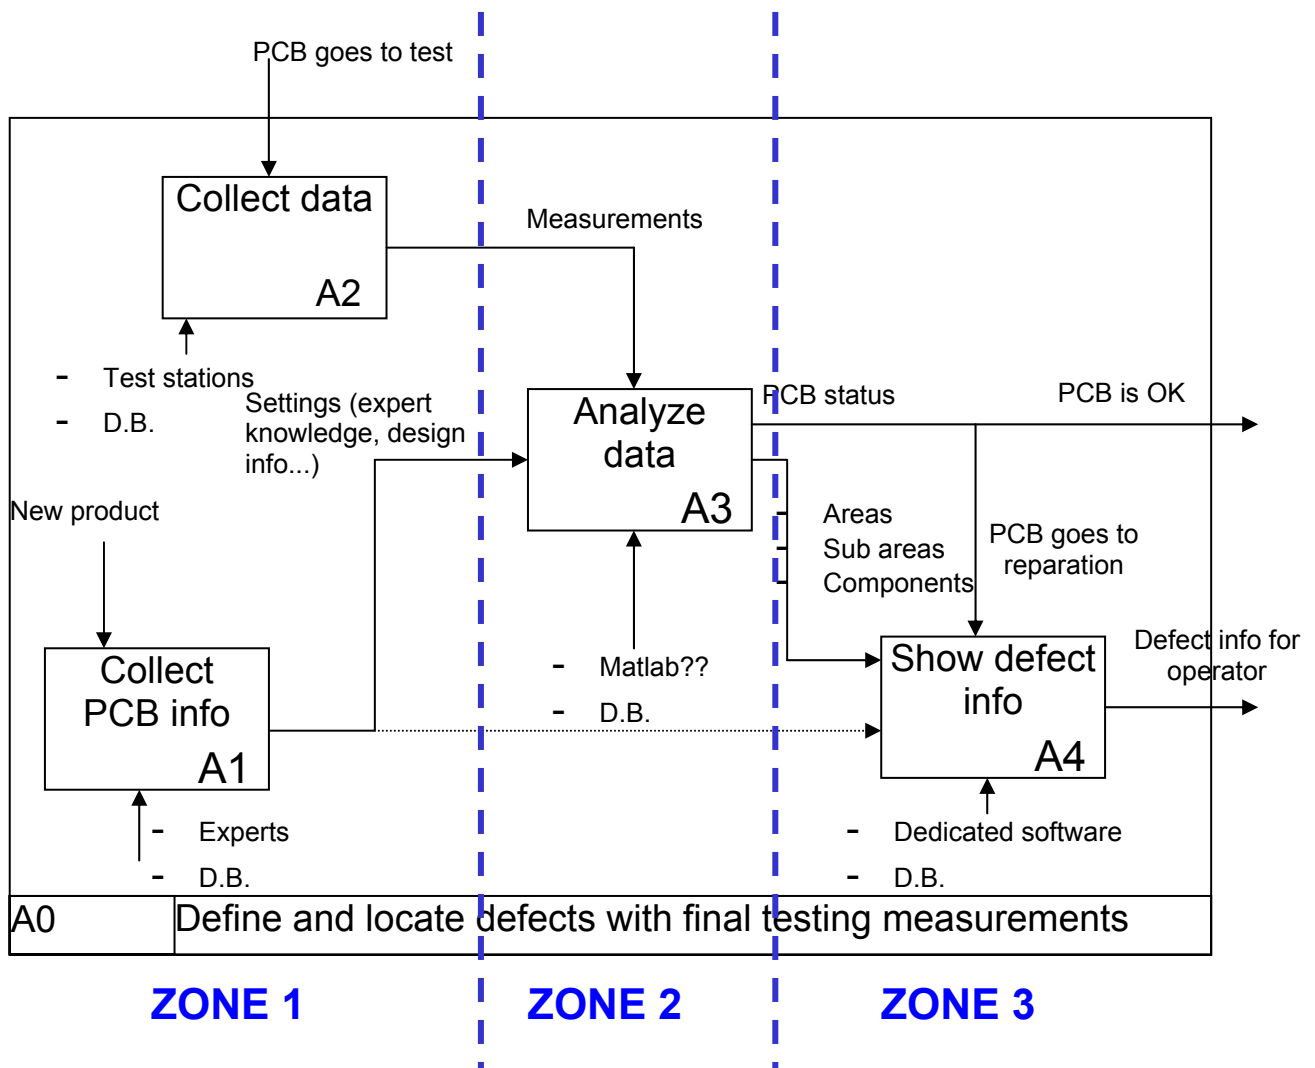 PCB goes to test
Collect data
A2
Measurements
- Test stations
- D.B.
Settings (expert
knowledge, design
info...)
Analyze
data
A3
PCB status
PCB is OK
New product
- Areas
- Sub areas
- Components
PCB goes to
reparation
Collect
PCB info
A1
- Matlab??
- D.B.
Show defect
info
A4
Defect info for
operator
- Experts
- D.B.
- Dedicated software
- D.B.
A0
Define and locate defects with final testing measurements
ZONE 1
ZONE 2
ZONE 3